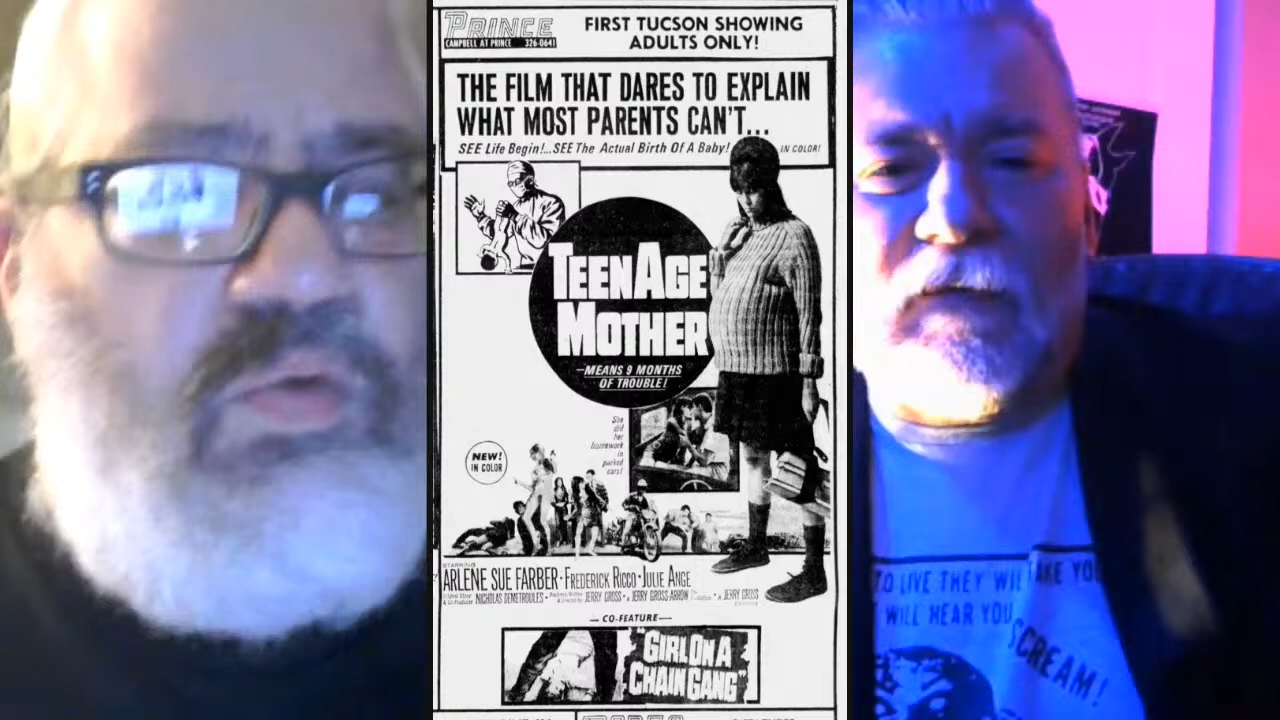 PRINCE
CAMPBELL AT PRINCE 326-0641
FIRST TUCSON SHOWING
ADULTS ONLY!
THE FILM THAT DARES TO EXPLAIN
WHAT MOST PARENTS CAN'T...
SEE Life Begin!...SEE The Actual Birth Of A Baby!
IN COLOR!
TEENAGE
MOTHER
—MEANS 9 MONTHS
OF TROUBLE!
She
did
her
homework
in
parked
cars!
NEW!
IN COLOR
STARRING
ARLENE SUE FARBER · FREDERICK RICCO · JULIE ANGE
NICHOLAS DEMETROULES · JERRY GROSS · A JERRY GROSS
— CO-FEATURE —
"GIRL ON A
CHAIN GANG"
TO LIVE THEY WILL TAKE YOU
WILL HEAR YOU
SCREAM!